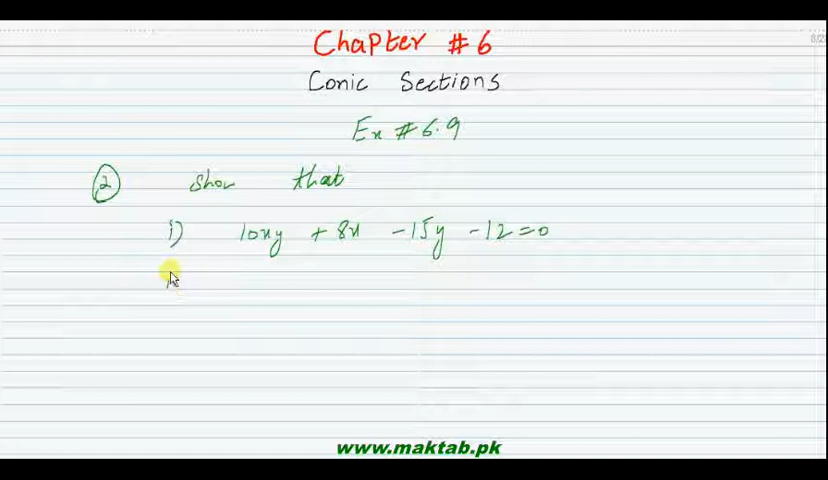 Chapter # 6
Conic Sections
Ex # 6.9
2 Show that
i) 10xy + 8x - 15y - 12 = 0
www.maktab.pk